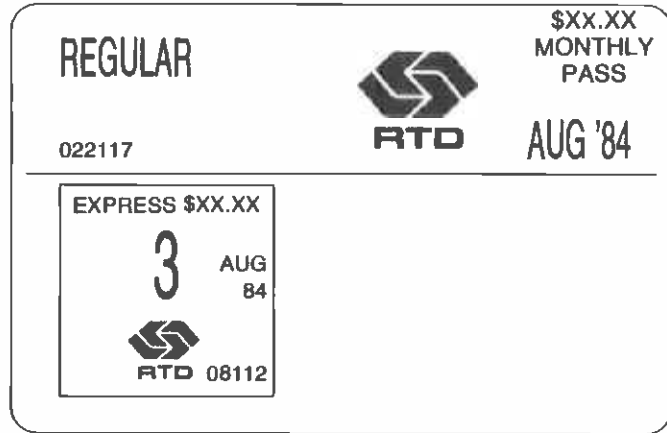 REGULAR
022117
RTD
$XX.XX
MONTHLY
PASS
AUG '84
EXPRESS $XX.XX
3
AUG
84
RTD 08112